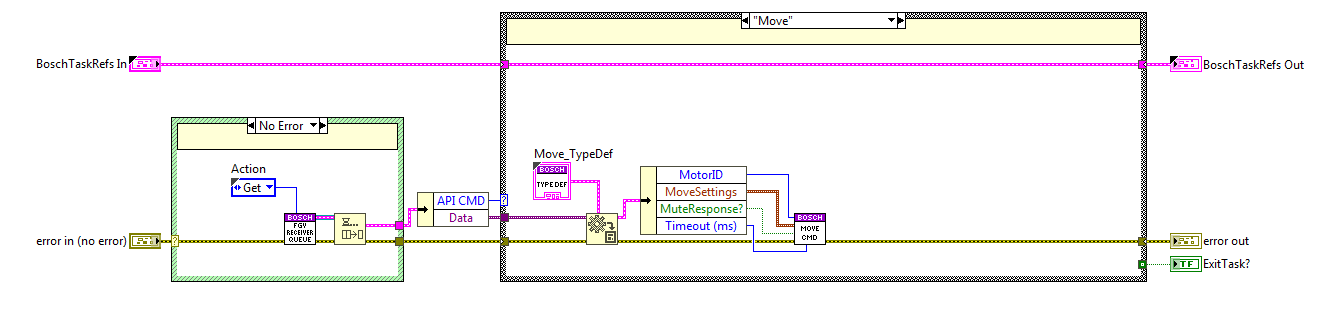 "Move"
BoschTaskRefs In
BoschTaskRefs Out
No Error
Action
Get
BOSCH
FGV
RECEIVER
QUEUE
API CMD
?
Data
Move_TypeDef
BOSCH
TYPE DEF
MotorID
MoveSettings
MuteResponse?
Timeout (ms)
BOSCH
MOVE
CMD
error in (no error)
?
error out
TF
ExitTask?